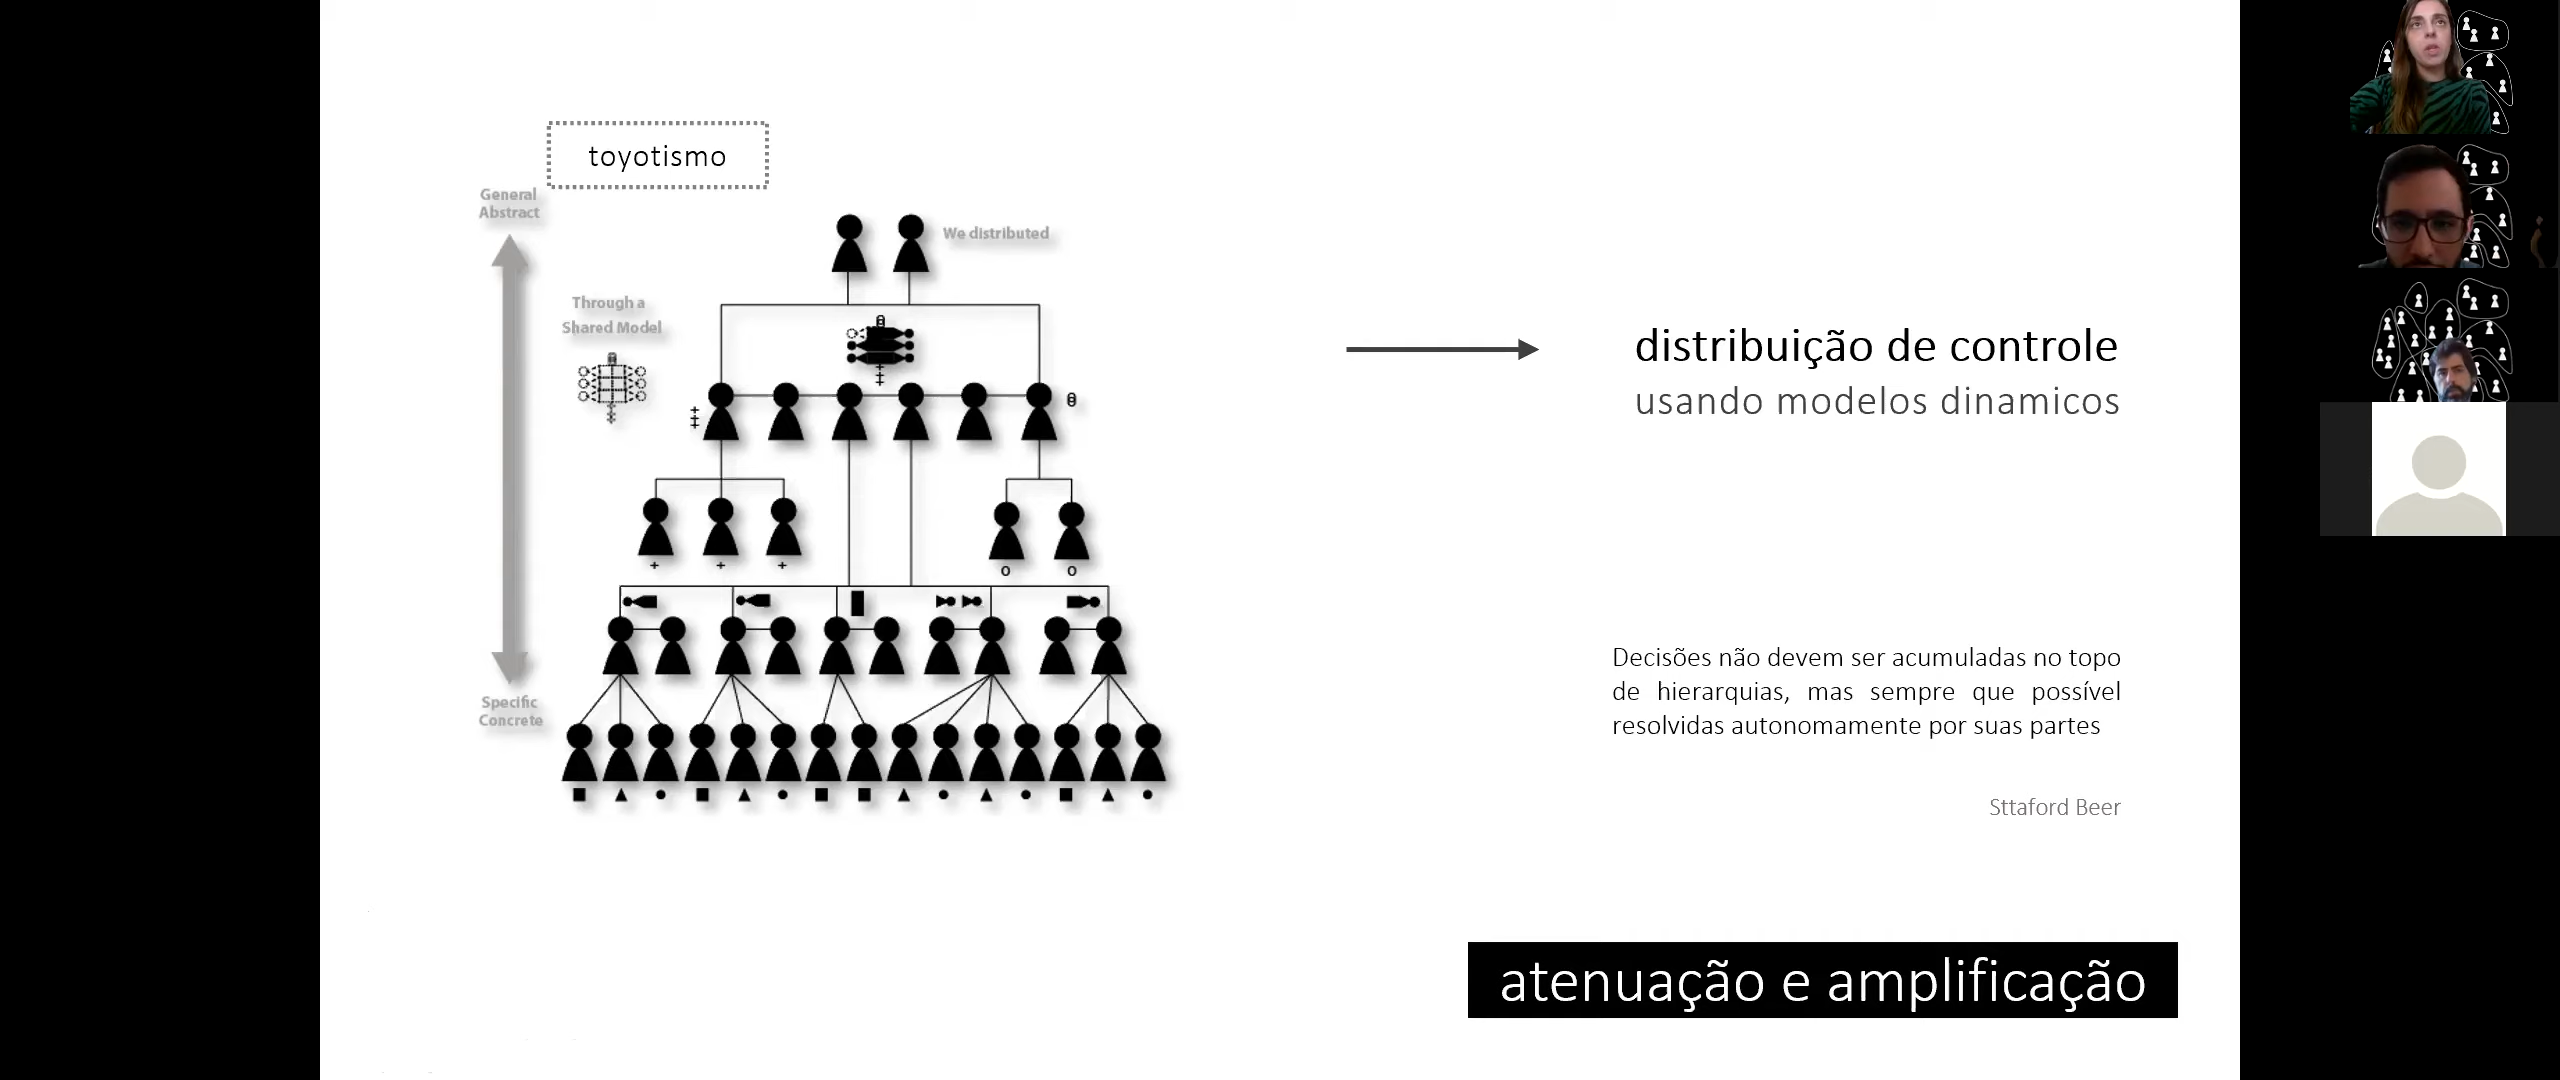 toyotismo
General
Abstract
We distributed
Through a
Shared Model
Specific
Concrete
distribuição de controle
usando modelos dinamicos
Decisões não devem ser acumuladas no topo
de hierarquias, mas sempre que possível
resolvidas autonomamente por suas partes
Sttaford Beer
atenuação e amplificação